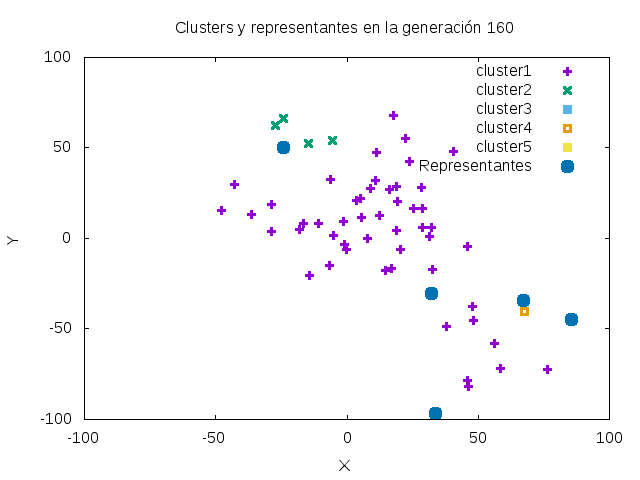 Clusters y representantes en la generación 160
100
50
0
-50
-100
-100
-50
0
50
100
Y
X
cluster1
cluster2
cluster3
cluster4
cluster5
Representantes